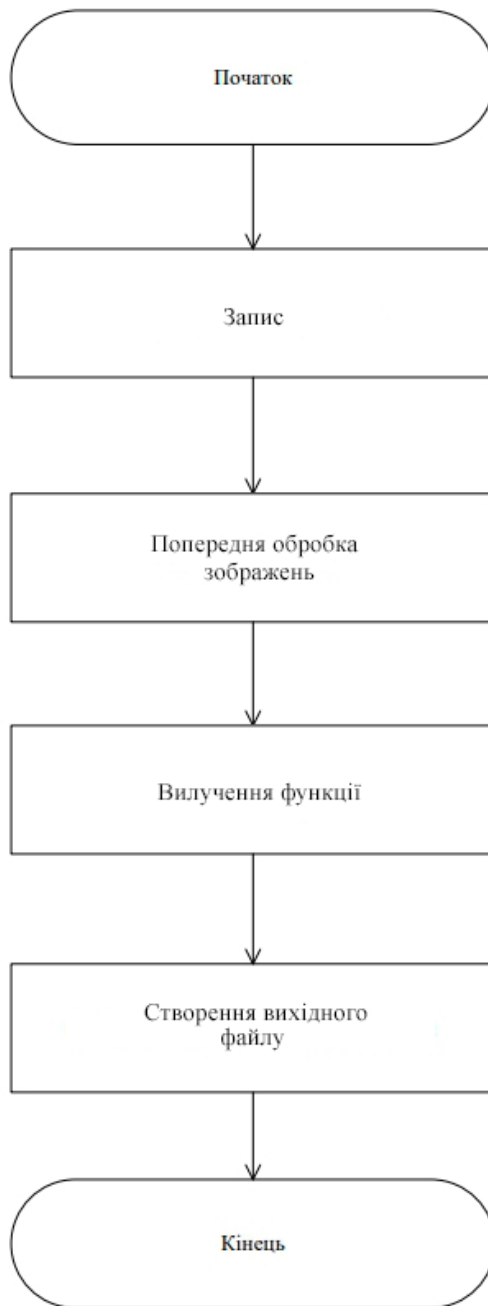 Початок
Запис
Попередня обробка
зображень
Вилучення функції
Створення вихідного
файлу
Кінець